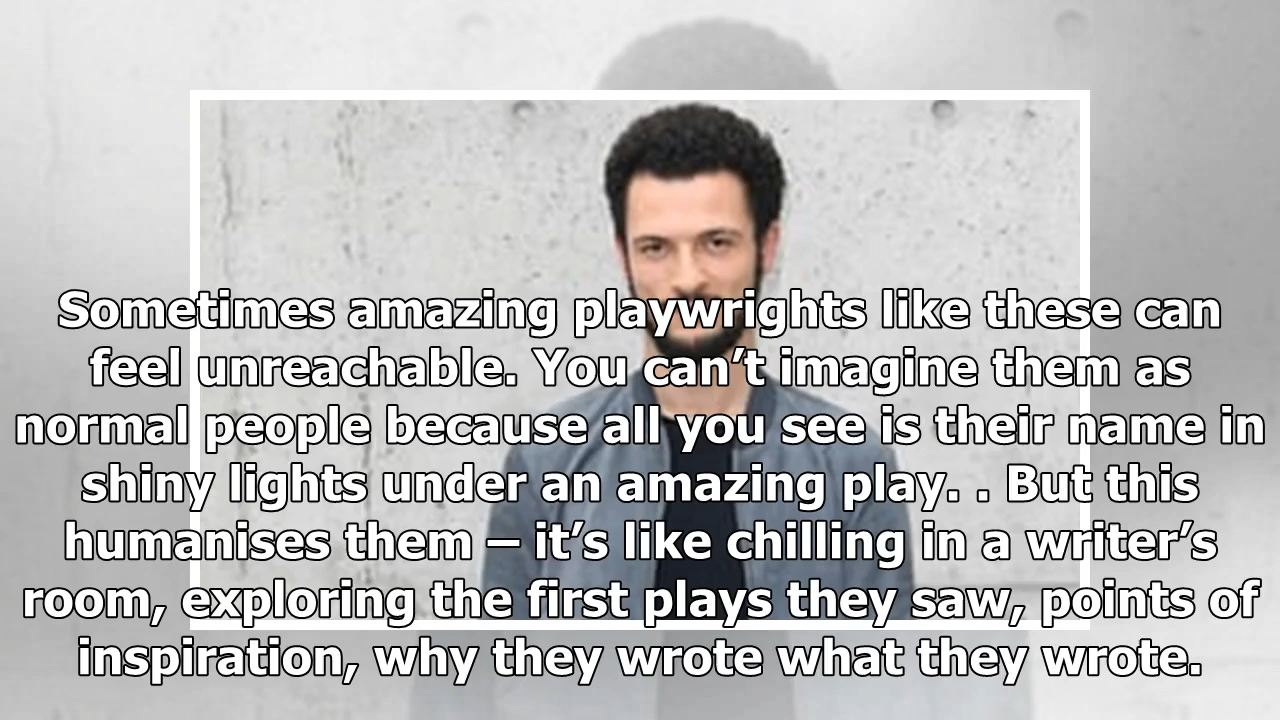 Sometimes amazing playwrights like these can
feel unreachable. You can’t imagine them as
normal people because all you see is their name in
shiny lights under an amazing play. . But this
humanises them – it’s like chilling in a writer’s
room, exploring the first plays they saw, points of
inspiration, why they wrote what they wrote.